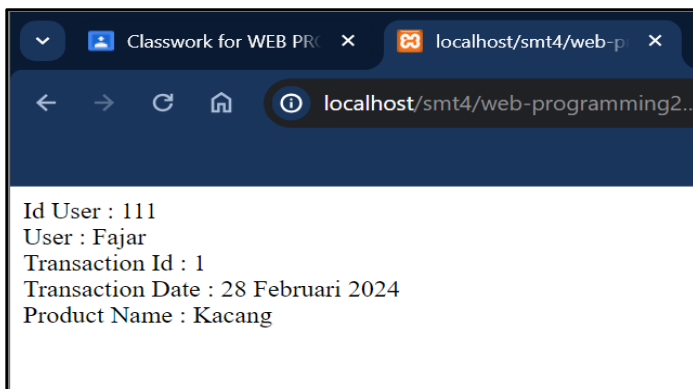 Classwork for WEB PR
localhost/smt4/web-p
localhost/smt4/web-programming2...
Id User : 111
User : Fajar
Transaction Id : 1
Transaction Date : 28 Februari 2024
Product Name : Kacang